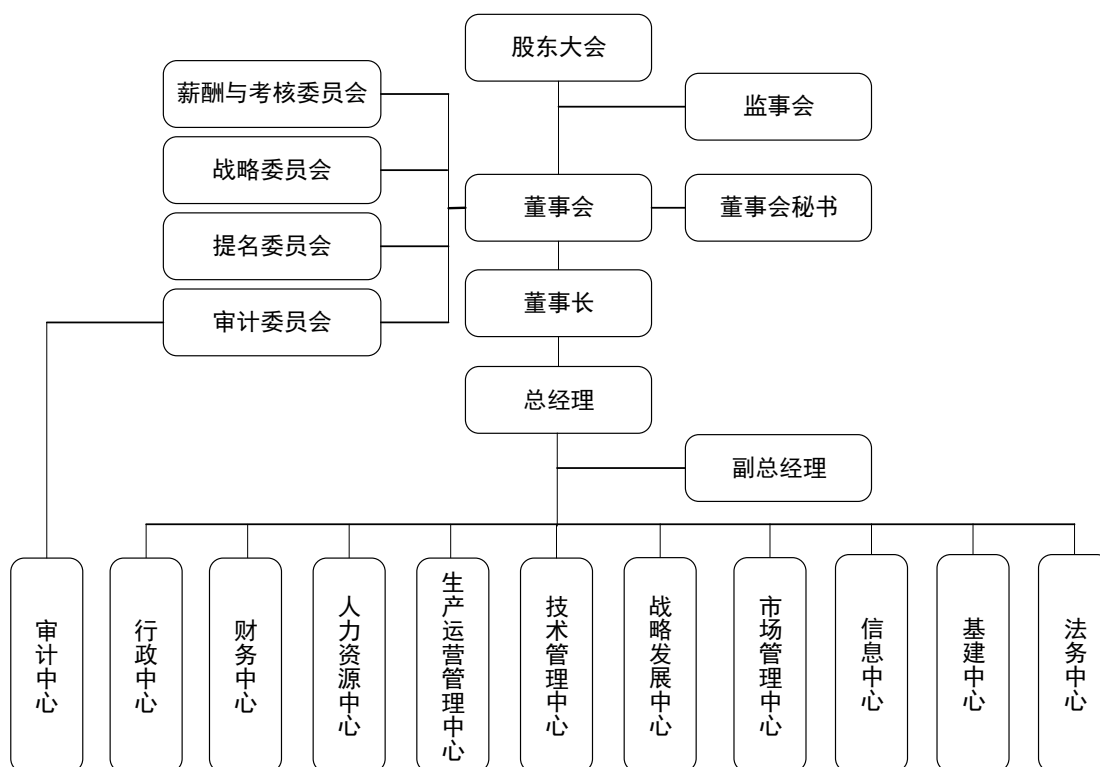 股东大会
薪酬与考核委员会
监事会
战略委员会
董事会
董事会秘书
提名委员会
董事长
审计委员会
总经理
副总经理
审计中心
行政中心
财务中心
人力资源中心
生产运营管理中心
技术管理中心
战略发展中心
市场管理中心
信息中心
基建中心
法务中心